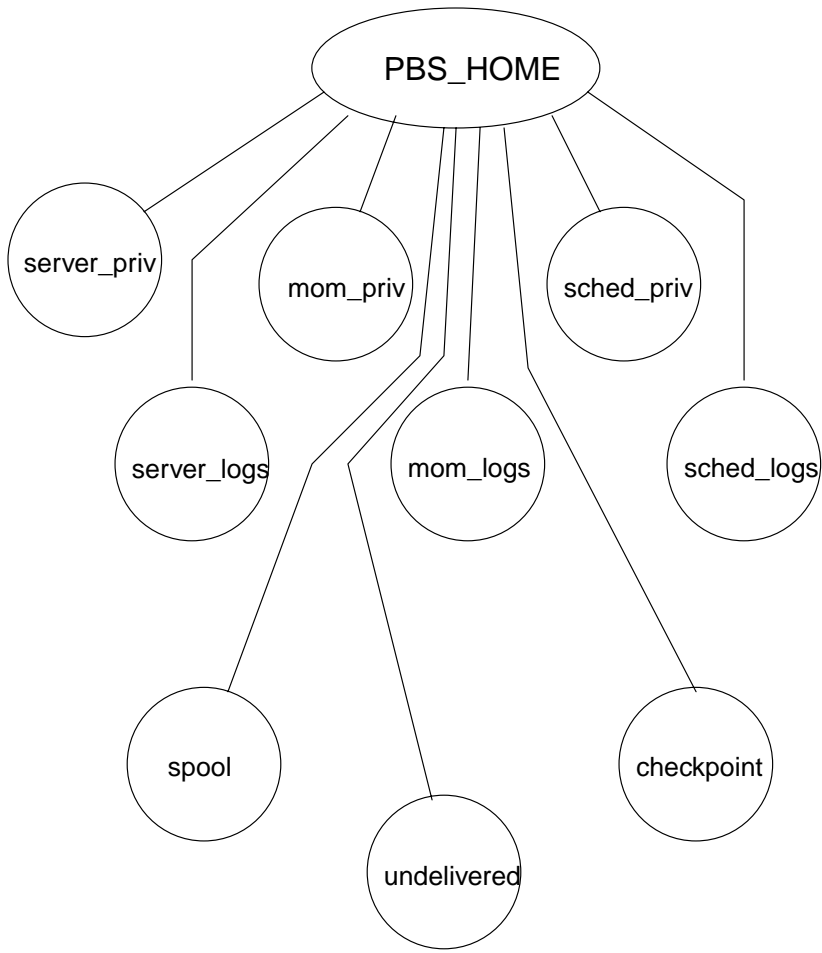 PBS_HOME
server_priv
mom_priv
sched_priv
server_logs
mom_logs
sched_logs
spool
checkpoint
undelivered